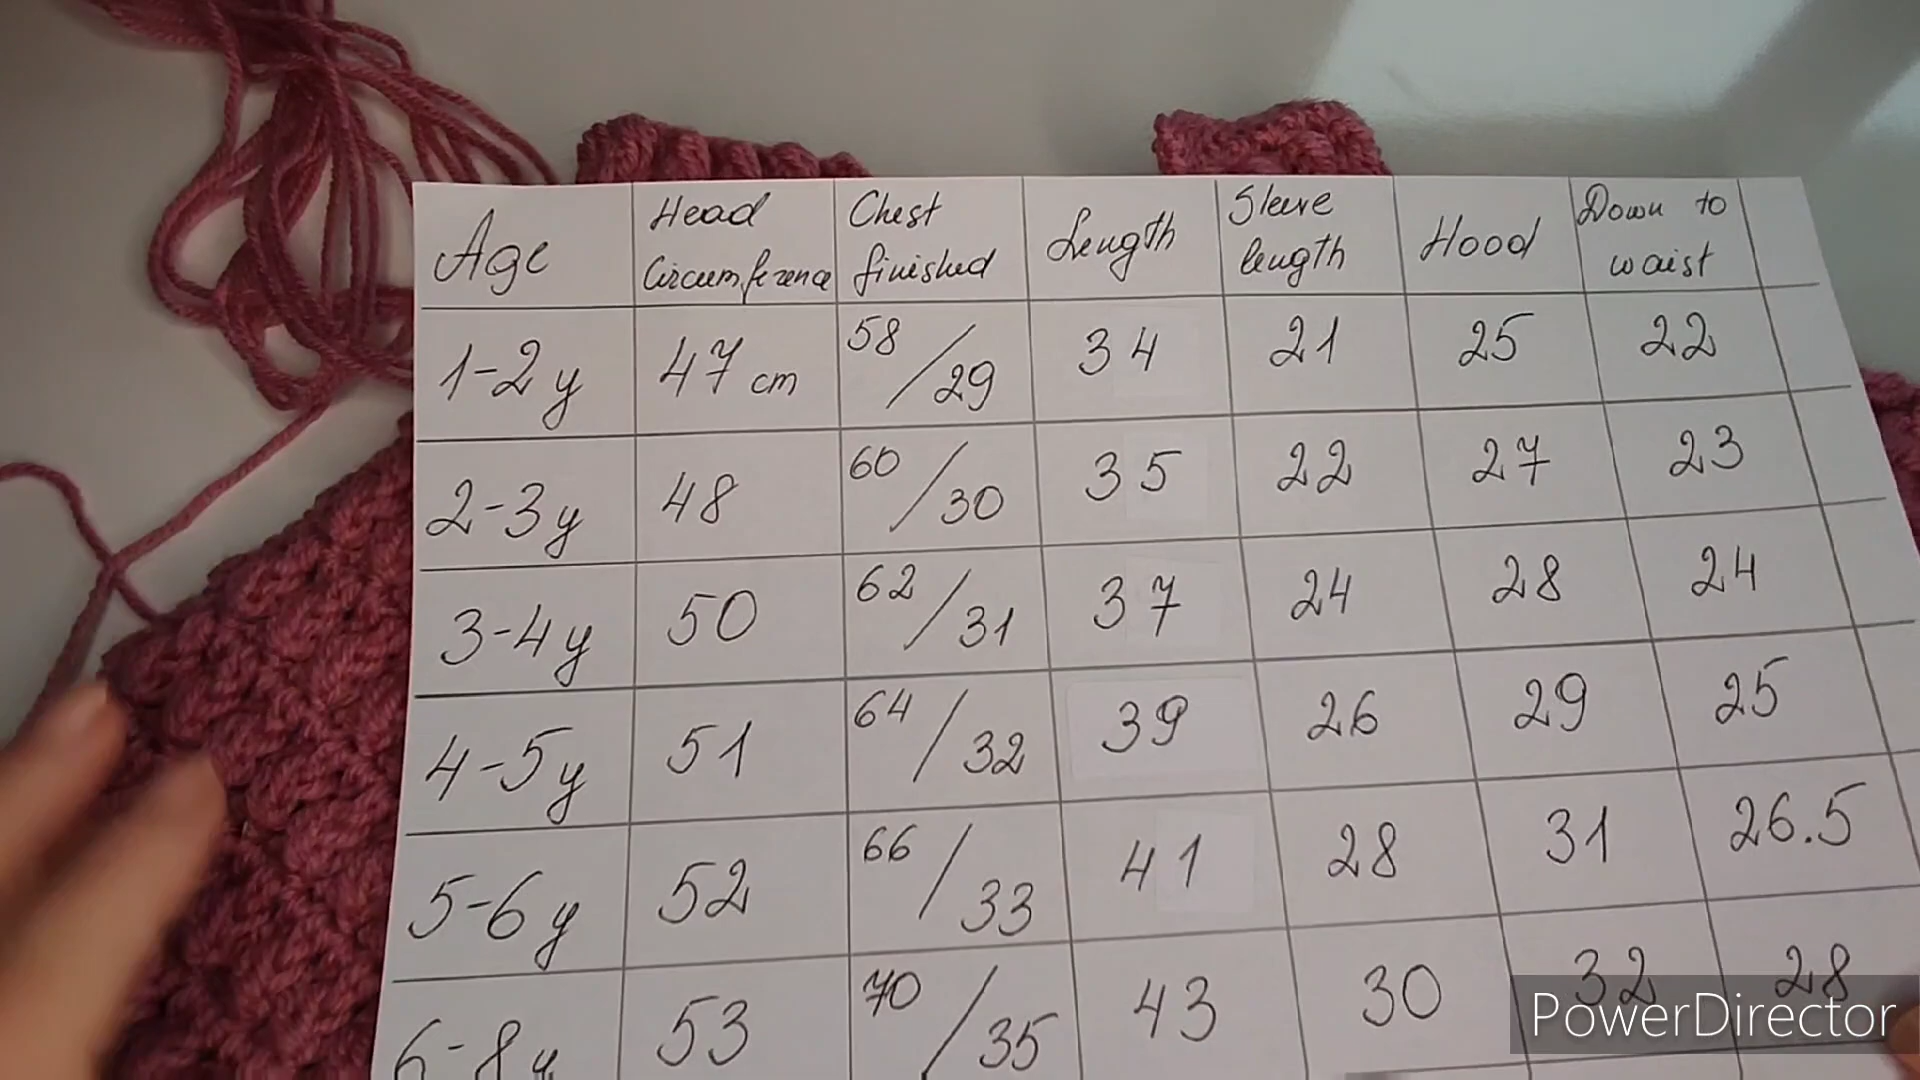 Age Head Circumference Chest finished Length Sleeve length Hood Down to waist
1-2y 47 cm 58/29 34 21 25 22
2-3y 48 60/30 35 22 27 23
3-4y 50 62/31 37 24 28 24
4-5y 51 64/32 39 26 29 25
5-6y 52 66/33 41 28 31 26.5
6-8y 53 70/35 43 30 32 28
PowerDirector